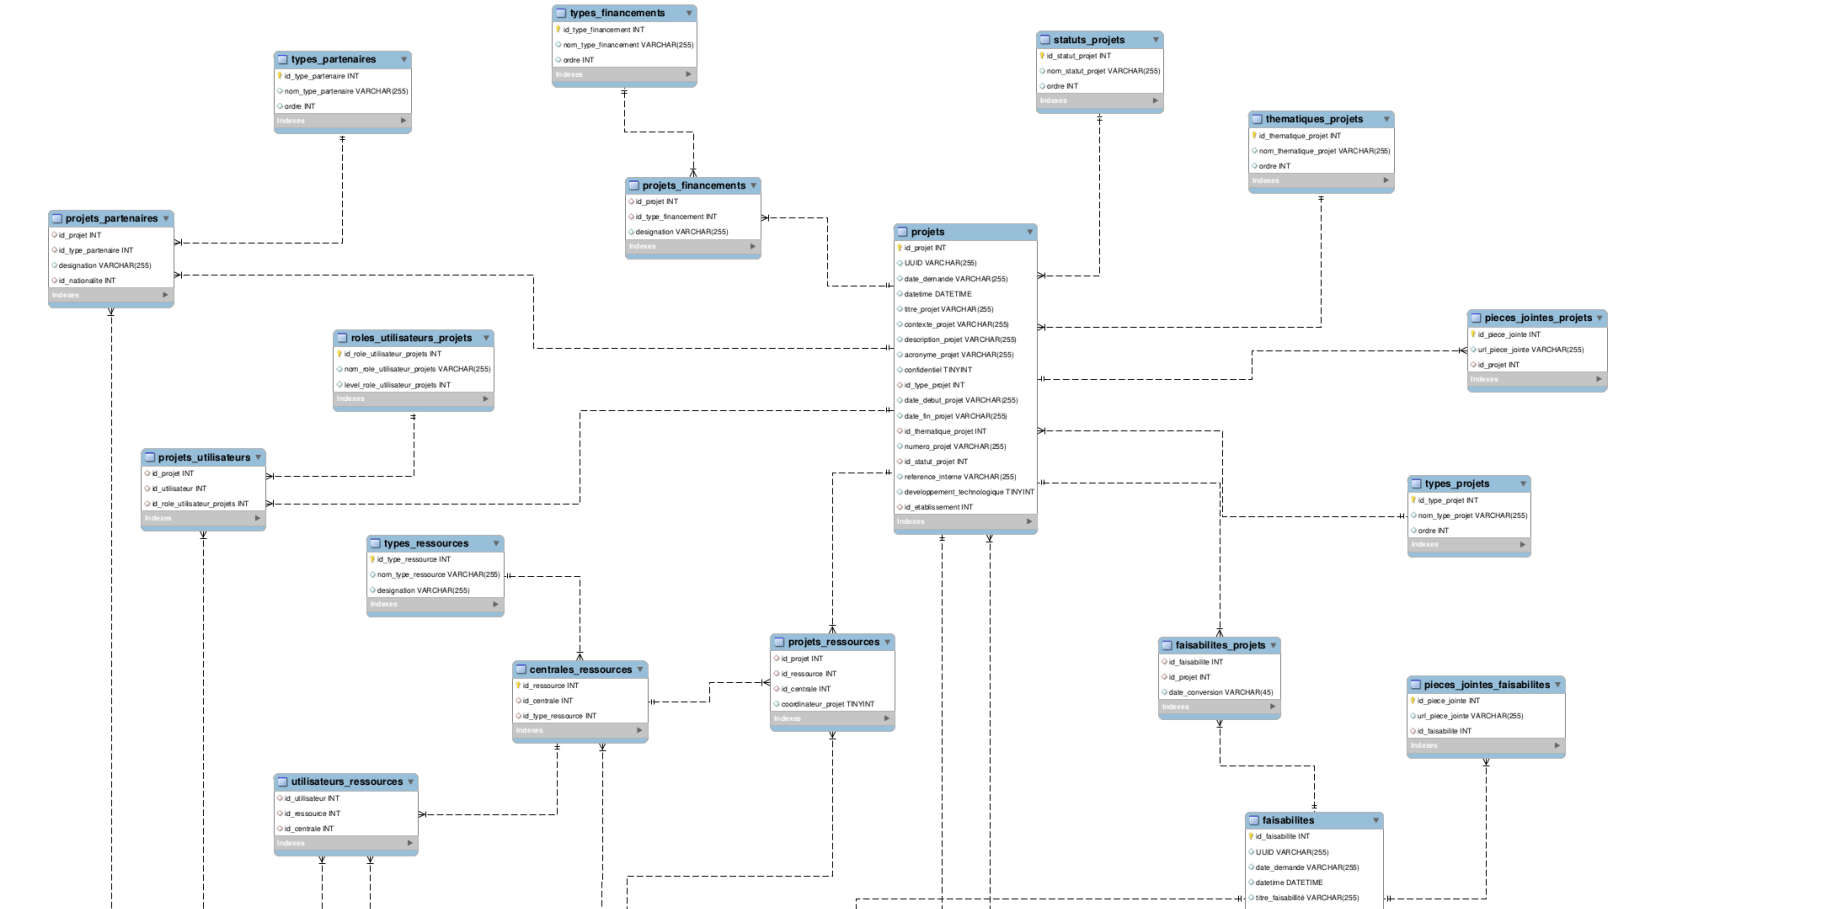 types_financements
id_type_financement INT
nom_type_financement VARCHAR(255)
ordre INT
Indexes
statuts_projets
id_statut_projet INT
nom_statut_projet VARCHAR(255)
ordre INT
Indexes
types_partenaires
id_type_partenaire INT
nom_type_partenaire VARCHAR(255)
ordre INT
Indexes
thematiques_projets
id_thematique_projet INT
nom_thematique_projet VARCHAR(255)
ordre INT
Indexes
projets_financements
id_projet INT
id_type_financement INT
designation VARCHAR(255)
Indexes
projets_partenaires
id_projet INT
id_type_partenaire INT
designation VARCHAR(255)
id_nationalite INT
Indexes
projets
id_projet INT
UUID VARCHAR(255)
date_demande VARCHAR(255)
datetime DATETIME
titre_projet VARCHAR(255)
contexte_projet VARCHAR(255)
description_projet VARCHAR(255)
acronyme_projet VARCHAR(255)
confidentiel TINYINT
id_type_projet INT
date_debut_projet VARCHAR(255)
date_fin_projet VARCHAR(255)
id_thematique_projet INT
numero_projet VARCHAR(255)
id_statut_projet INT
reference_interne VARCHAR(255)
developpement_technologique TINYINT
id_etablissement INT
Indexes
pieces_jointes_projets
id_piece_jointe INT
url_piece_jointe VARCHAR(255)
id_projet INT
Indexes
roles_utilisateurs_projets
id_role_utilisateur_projets INT
nom_role_utilisateur_projets VARCHAR(255)
level_role_utilisateur_projets INT
Indexes
projets_utilisateurs
id_projet INT
id_utilisateur INT
id_role_utilisateur_projets INT
Indexes
types_projets
id_type_projet INT
nom_type_projet VARCHAR(255)
ordre INT
Indexes
types_ressources
id_type_ressource INT
nom_type_ressource VARCHAR(255)
designation VARCHAR(255)
Indexes
projets_ressources
id_projet INT
id_ressource INT
id_centrale INT
coordinateur_projet TINYINT
Indexes
faisabilites_projets
id_faisabilite INT
id_projet INT
date_conversion VARCHAR(45)
Indexes
centrales_ressources
id_ressource INT
id_centrale INT
id_type_ressource INT
Indexes
pieces_jointes_faisabilites
id_piece_jointe INT
url_piece_jointe VARCHAR(255)
id_faisabilite INT
Indexes
utilisateurs_ressources
id_utilisateur INT
id_ressource INT
id_centrale INT
Indexes
faisabilites
id_faisabilite INT
UUID VARCHAR(255)
date_demande VARCHAR(255)
datetime DATETIME
titre_faisabilité VARCHAR(255)